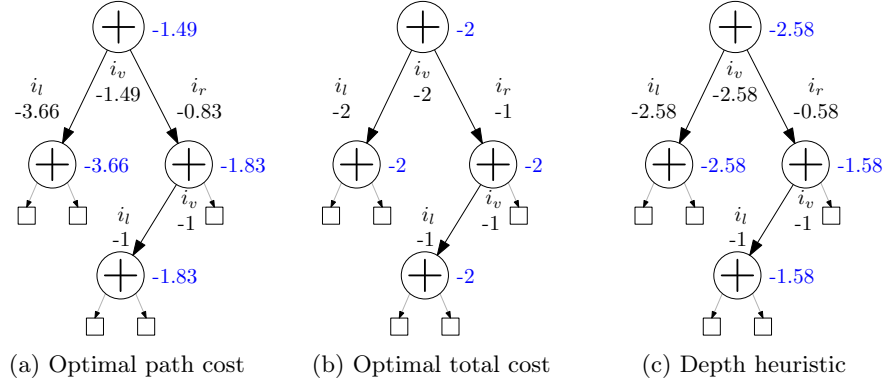 -1.49 -2 -2.58
i_v i_v i_v
i_l -1.49 i_r i_l -2 i_r i_l -2.58 i_r
-3.66 -0.83 -2 -1 -2.58 -0.58
-3.66 -1.83 -2 -2 -2.58 -1.58
i_v i_v i_v
i_l -1 i_l -1 i_l -1
-1 -1 -1
-1.83 -2 -1.58
(a) Optimal path cost (b) Optimal total cost (c) Depth heuristic